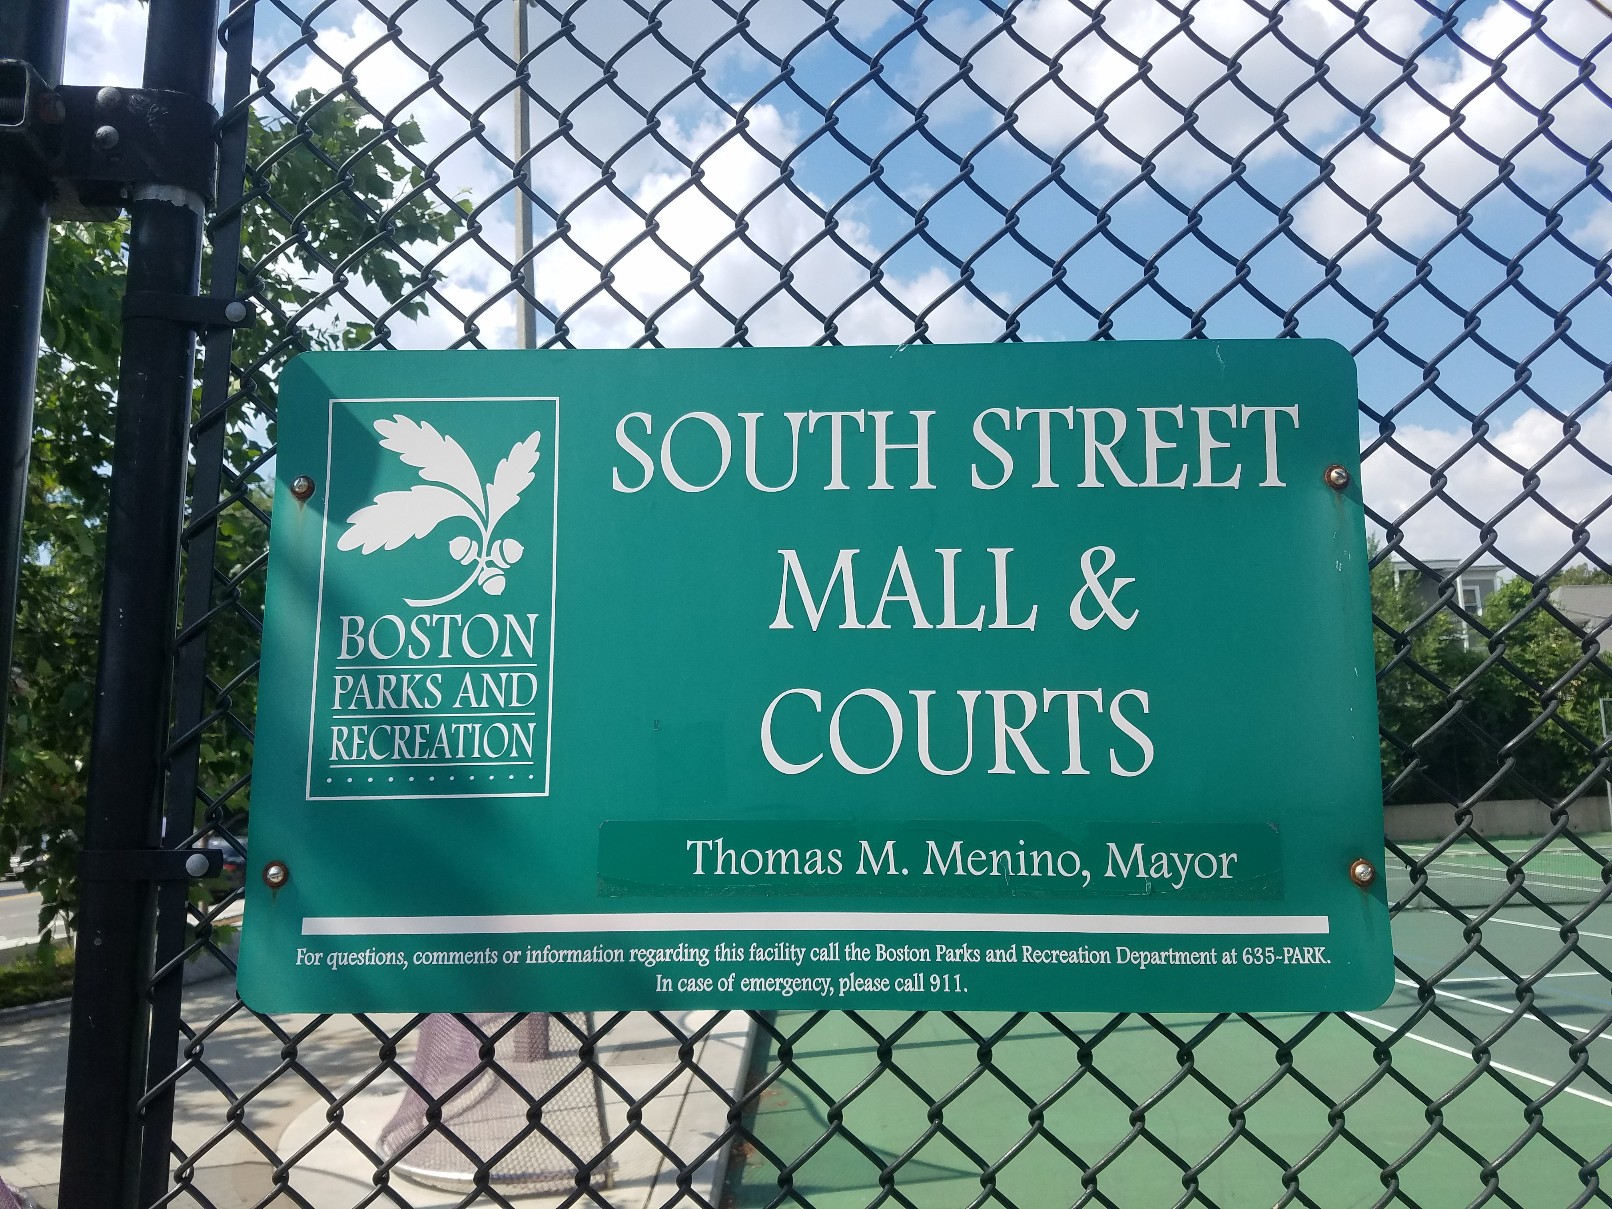 SOUTH STREET
MALL &
COURTS
BOSTON
PARKS AND
RECREATION
Thomas M. Menino, Mayor
For questions, comments or information regarding this facility call the Boston Parks and Recreation Department at 635-PARK.
In case of emergency, please call 911.